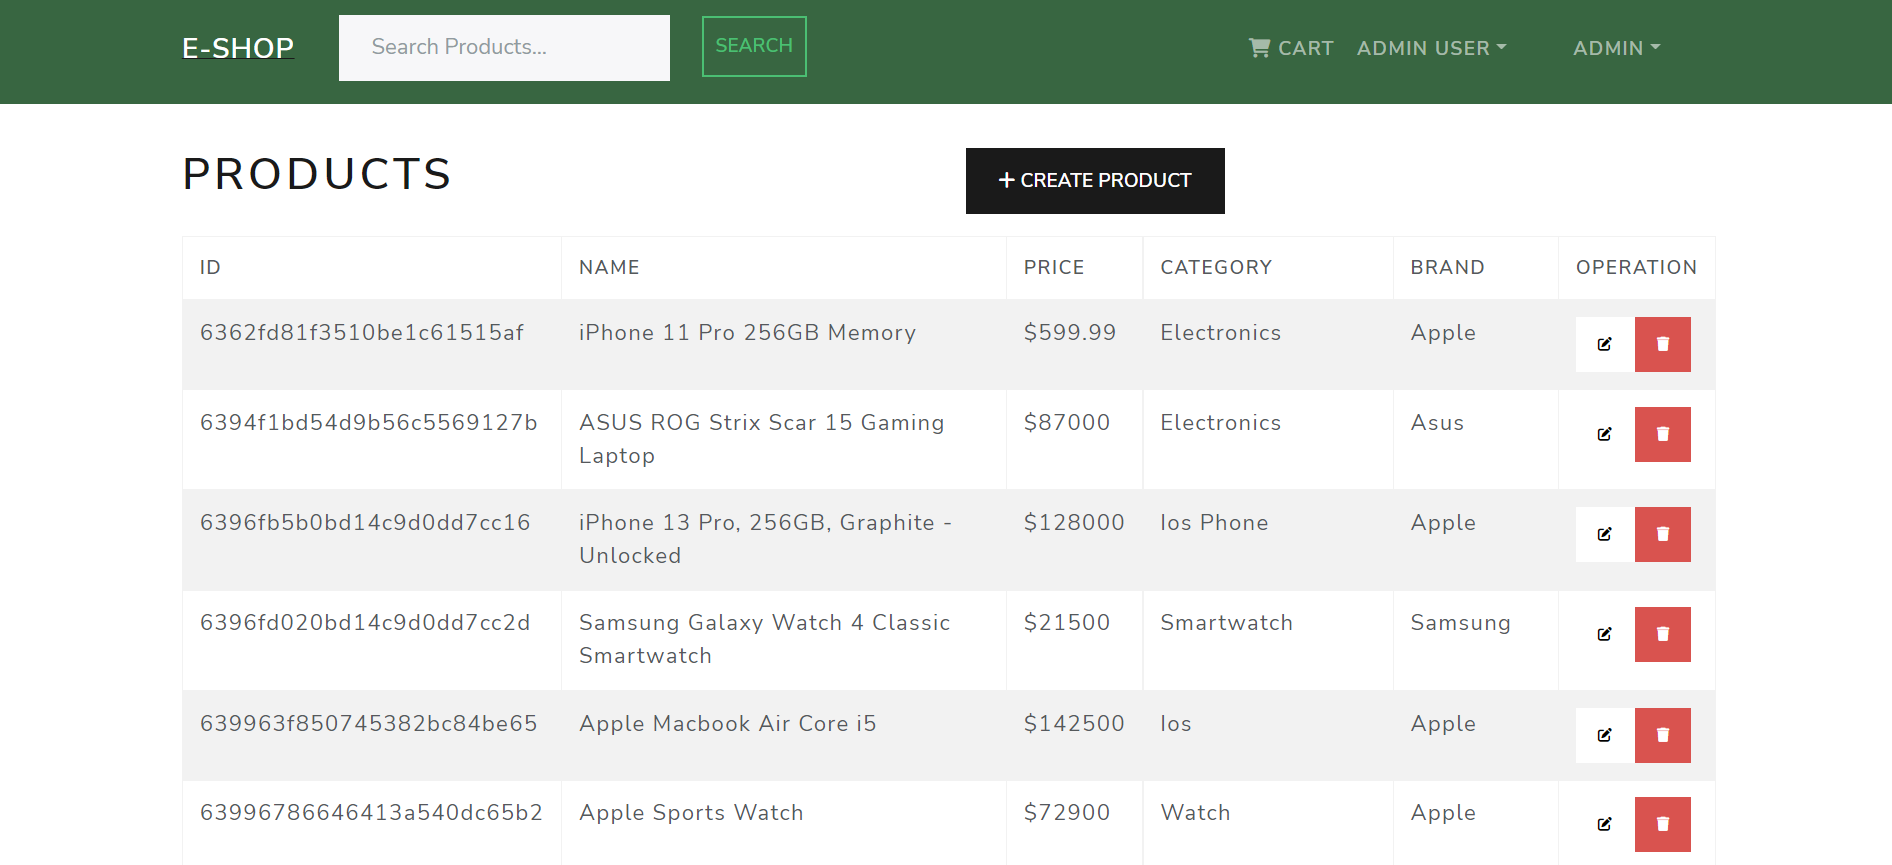 E-SHOP
Search Products...
SEARCH
CART
ADMIN USER
ADMIN
PRODUCTS
CREATE PRODUCT
ID NAME PRICE CATEGORY BRAND OPERATION
6362fd81f3510be1c61515af iPhone 11 Pro 256GB Memory $599.99 Electronics Apple
6394f1bd54d9b56c5569127b ASUS ROG Strix Scar 15 Gaming $87000 Electronics Asus
Laptop
6396fb5b0bd14c9d0dd7cc16 iPhone 13 Pro, 256GB, Graphite - $128000 Ios Phone Apple
Unlocked
6396fd020bd14c9d0dd7cc2d Samsung Galaxy Watch 4 Classic $21500 Smartwatch Samsung
Smartwatch
639963f850745382bc84be65 Apple Macbook Air Core i5 $142500 Ios Apple
63996786646413a540dc65b2 Apple Sports Watch $72900 Watch Apple